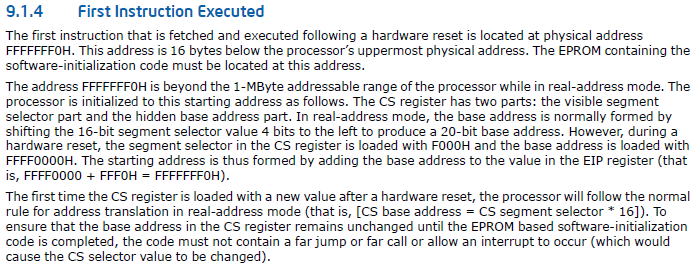 9.1.4 First Instruction Executed
The first instruction that is fetched and executed following a hardware reset is located at physical address
FFFFFFF0H. This address is 16 bytes below the processor’s uppermost physical address. The EPROM containing the
software-initialization code must be located at this address.
The address FFFFFFF0H is beyond the 1-MByte addressable range of the processor while in real-address mode. The
processor is initialized to this starting address as follows. The CS register has two parts: the visible segment
selector part and the hidden base address part. In real-address mode, the base address is normally formed by
shifting the 16-bit segment selector value 4 bits to the left to produce a 20-bit base address. However, during a
hardware reset, the segment selector in the CS register is loaded with F000H and the base address is loaded with
FFFF0000H. The starting address is thus formed by adding the base address to the value in the EIP register (that
is, FFFF0000 + FFF0H = FFFFFFF0H).
The first time the CS register is loaded with a new value after a hardware reset, the processor will follow the normal
rule for address translation in real-address mode (that is, [CS base address = CS segment selector * 16]). To
ensure that the base address in the CS register remains unchanged until the EPROM based software-initialization
code is completed, the code must not contain a far jump or far call or allow an interrupt to occur (which would
cause the CS selector value to be changed).